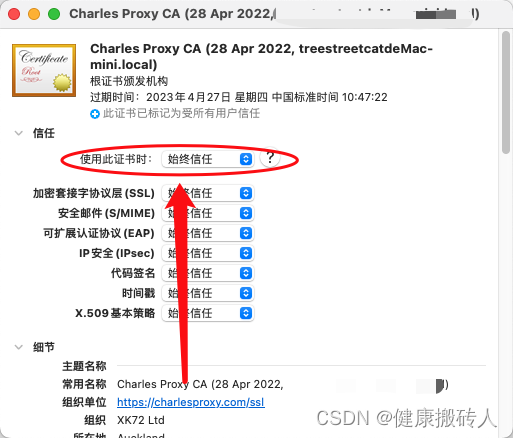 Charles Proxy CA (28 Apr 2022,
Certificate
Root
Charles Proxy CA (28 Apr 2022, treestreetcatdeMac-
mini.local)
根证书颁发机构
过期时间：2023年4月27日 星期四 中国标准时间 10:47:22
此证书已标记为受所有用户信任
信任
使用此证书时： 始终信任 ?
加密套接字协议层 (SSL) 始终信任
安全邮件 (S/MIME) 始终信任
可扩展认证协议 (EAP) 始终信任
IP 安全 (IPsec) 始终信任
代码签名 始终信任
时间戳 始终信任
X.509 基本策略 始终信任
细节
主题名称
常用名称 Charles Proxy CA (28 Apr 2022,
组织单位 https://charlesproxy.com/ssl
组织 XK72 Ltd
所在地 Auckland
CSDN @健康搬砖人